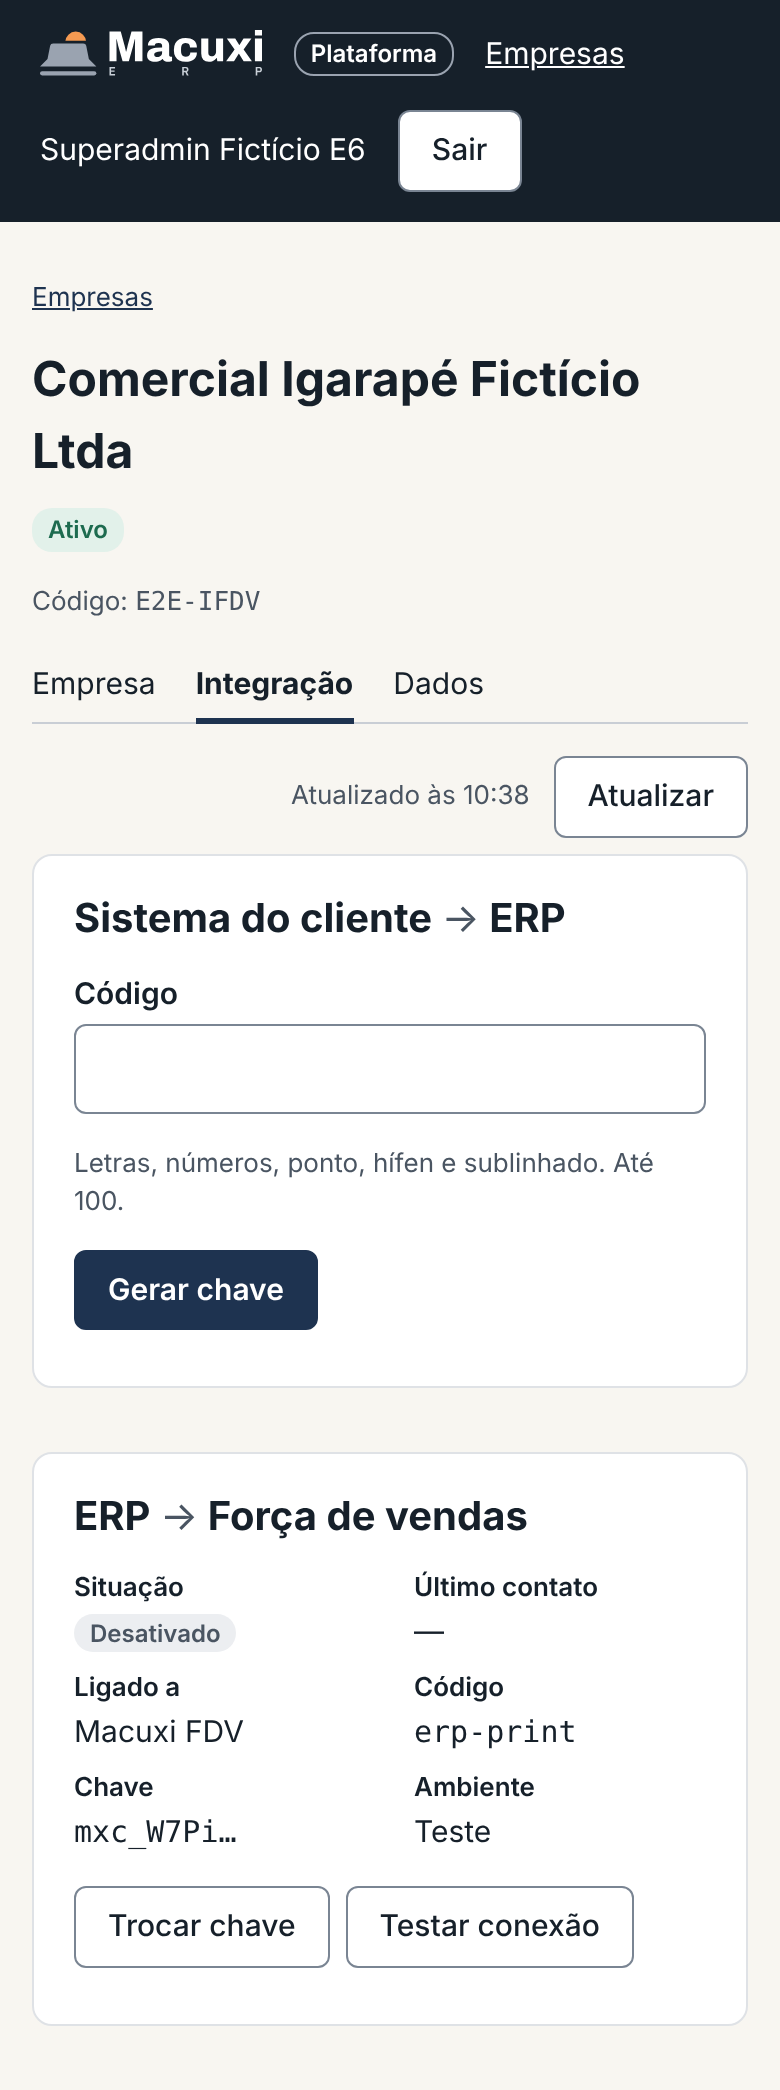 Macuxi
E R P
Plataforma
Empresas
Superadmin Fictício E6
Sair
Empresas
Comercial Igarapé Fictício
Ltda
Ativo
Código: E2E-IFDV
Empresa Integração Dados
Atualizado às 10:38
Atualizar
Sistema do cliente → ERP
Código
Letras, números, ponto, hífen e sublinhado. Até
100.
Gerar chave
ERP → Força de vendas
Situação Último contato
Desativado —
Ligado a Código
Macuxi FDV erp-print
Chave Ambiente
mxc_W7Pi… Teste
Trocar chave Testar conexão